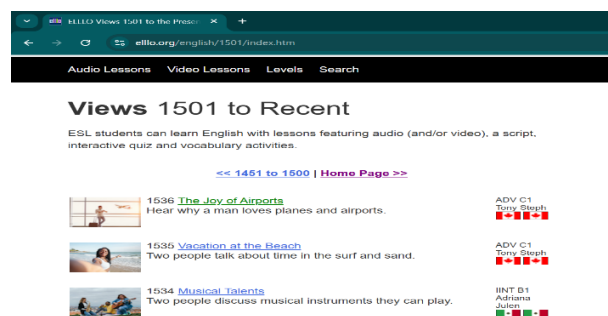 ELLLO Views 1501 to the Presen
elllo.org/english/1501/index.htm
Audio Lessons Video Lessons Levels Search
Views 1501 to Recent
ESL students can learn English with lessons featuring audio (and/or video), a script,
interactive quiz and vocabulary activities.
<< 1451 to 1500 | Home Page >>
1536 The Joy of Airports
Hear why a man loves planes and airports.
ADV C1
Tony Steph
1535 Vacation at the Beach
Two people talk about time in the surf and sand.
ADV C1
Tony Steph
1534 Musical Talents
Two people discuss musical instruments they can play.
IINT B1
Adriana
Julen